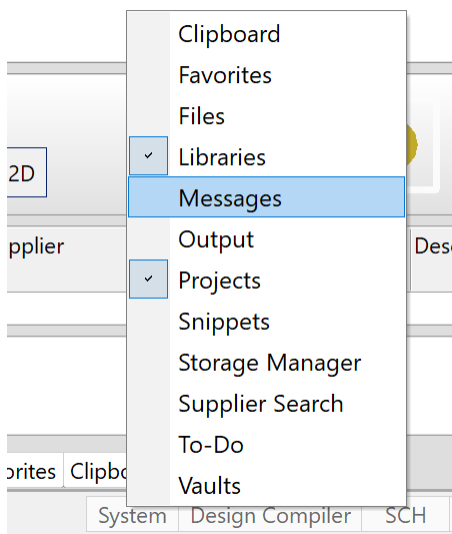 Clipboard
Favorites
Files
Libraries
2D
Messages
pplier
Output
Des
Projects
Snippets
Storage Manager
Supplier Search
To-Do
orites
Clipbo
Vaults
System
Design Compiler
SCH